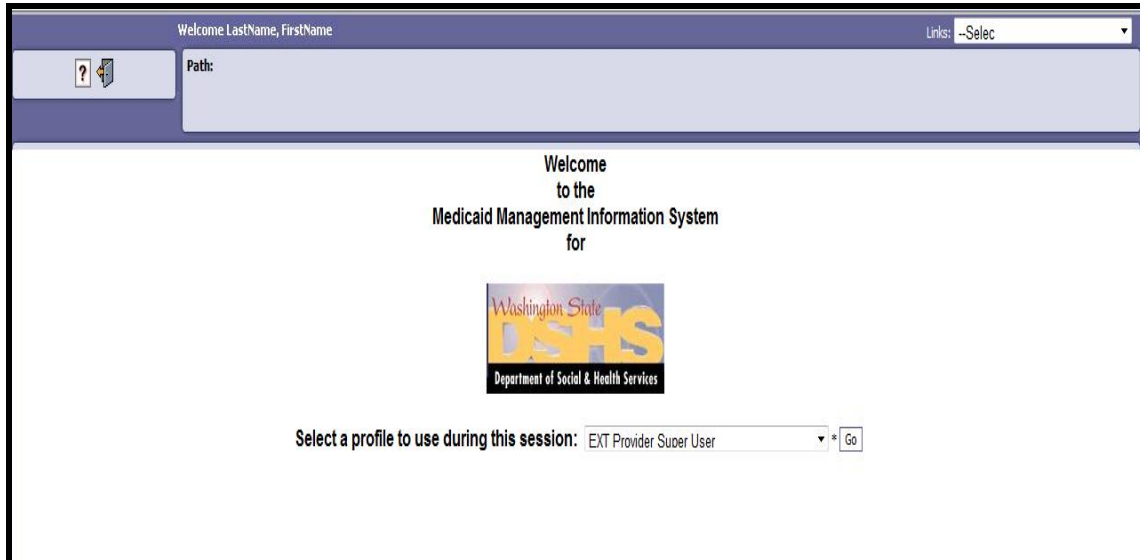 Welcome LastName, FirstName
Links: --Selec
?
Path:
Welcome
to the
Medicaid Management Information System
for
Washington State
DSHS
Department of Social & Health Services
Select a profile to use during this session: EXT Provider Super User * Go